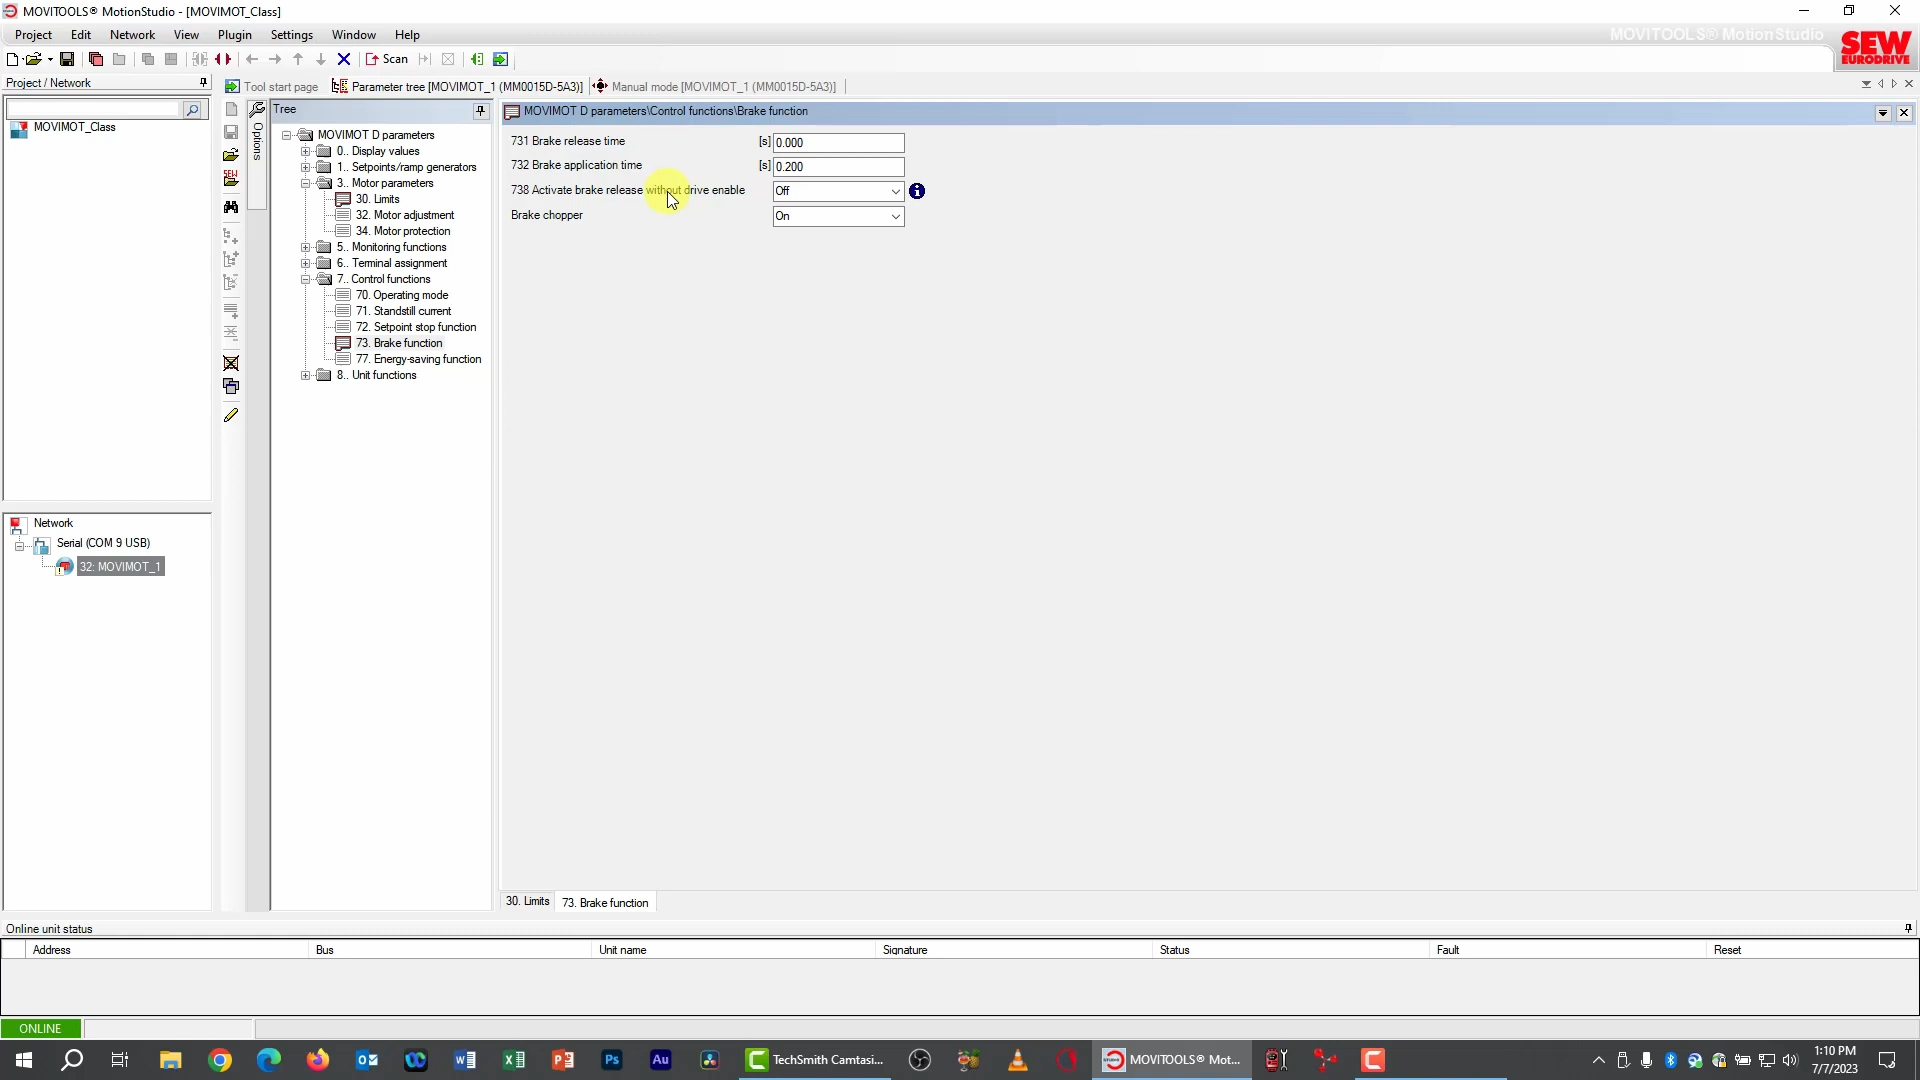 MOVITOOLS® MotionStudio - [MOVIMOT_Class]
Project Edit Network View Plugin Settings Window Help
MOVITOOLS® MotionStudio
SEW
EURODRIVE
Scan
Project / Network
Tool start page
Parameter tree [MOVIMOT_1 (MM0015D-5A3)]
Manual mode [MOVIMOT_1 (MM0015D-5A3)]
MOVIMOT_Class
SEW
Options
Tree
MOVIMOT D parameters
0.. Display values
1.. Setpoints/ramp generators
3.. Motor parameters
30. Limits
32. Motor adjustment
34. Motor protection
5.. Monitoring functions
6.. Terminal assignment
7.. Control functions
70. Operating mode
71. Standstill current
72. Setpoint stop function
73. Brake function
77. Energy-saving function
8.. Unit functions
MOVIMOT D parameters\Control functions\Brake function
731 Brake release time [s] 0.000
732 Brake application time [s] 0.200
738 Activate brake release without drive enable Off
Brake chopper On
Network
Serial (COM 9 USB)
32: MOVIMOT_1
30. Limits 73. Brake function
Online unit status
Address Bus Unit name Signature Status Fault Reset
ONLINE
TechSmith Camtasi...
MOVITOOLS® Mot...
1:10 PM
7/7/2023